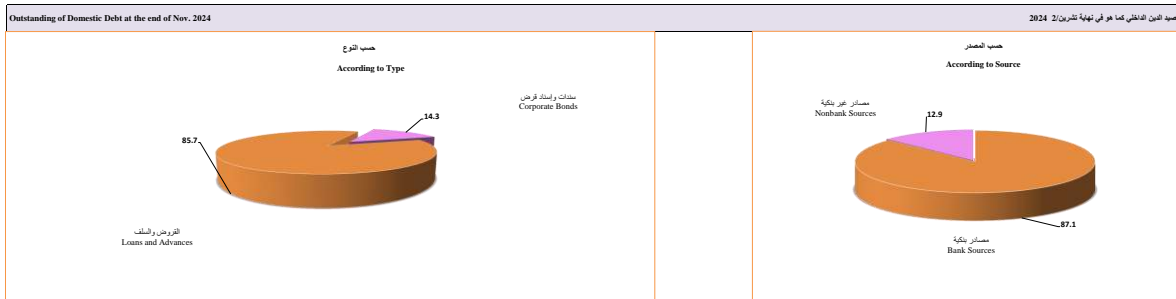 Outstanding of Domestic Debt at the end of Nov. 2024
صيد الدين الداخلي كما هو في نهاية تشرين/2 2024
حسب النوع
According to Type
سندات وإسناد قرض
Corporate Bonds
14.3
85.7
القروض والسلف
Loans and Advances
حسب المصدر
According to Source
مصادر غير بنكية
Nonbank Sources
12.9
87.1
مصادر بنكية
Bank Sources